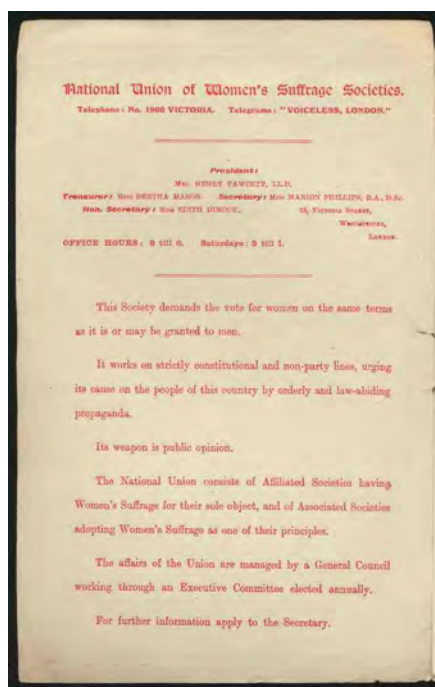 National Union of Women's Suffrage Societies.
Telephone: No. 1960 VICTORIA. Telegrams: "VOICELESS, LONDON."
President:
Mrs. HENRY FAWCETT, LL.D.
Treasurer: Miss BERTHA MASON. Secretary: Miss MARION PHILLIPS, B.A., D.Sc.
Hon. Secretary: Miss EDITH DIMOCK. 25, Victoria Street,
Westminster,
London.
OFFICE HOURS: 9 till 6. Saturdays: 9 till 1.
This Society demands the vote for women on the same terms
as it is or may be granted to men.
It works on strictly constitutional and non-party lines, urging
its cause on the people of this country by orderly and law-abiding
propaganda.
Its weapon is public opinion.
The National Union consists of Affiliated Societies having
Women's Suffrage for their sole object, and of Associated Societies
adopting Women's Suffrage as one of their principles.
The affairs of the Union are managed by a General Council
working through an Executive Committee elected annually.
For further information apply to the Secretary.